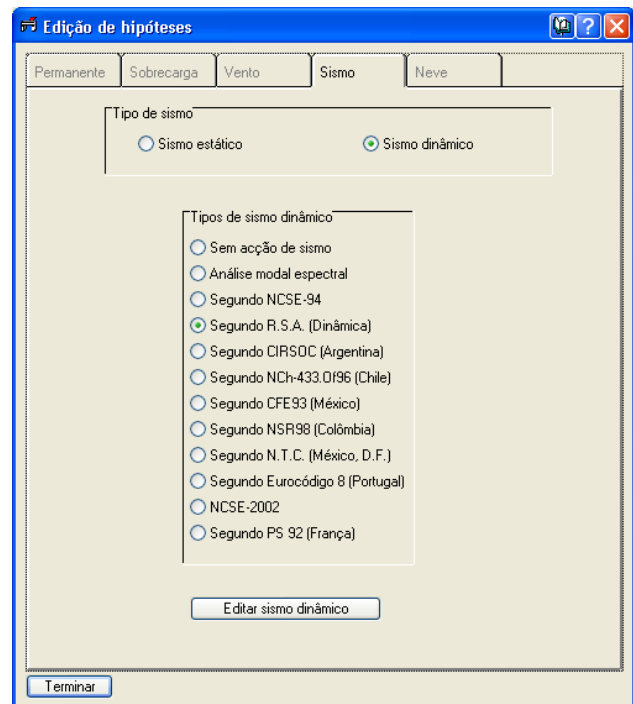 Edição de hipóteses
Permanente Sobrecarga Vento Sismo Neve
Tipo de sismo
Sismo estático Sismo dinâmico
Tipos de sismo dinâmico
Sem acção de sismo
Análise modal espectral
Segundo NCSE-94
Segundo R.S.A. (Dinâmica)
Segundo CIRSOC (Argentina)
Segundo NCh-433.Of96 (Chile)
Segundo CFE93 (México)
Segundo NSR98 (Colômbia)
Segundo N.T.C. (México, D.F.)
Segundo Eurocódigo 8 (Portugal)
NCSE-2002
Segundo PS 92 (França)
Editar sismo dinâmico
Terminar